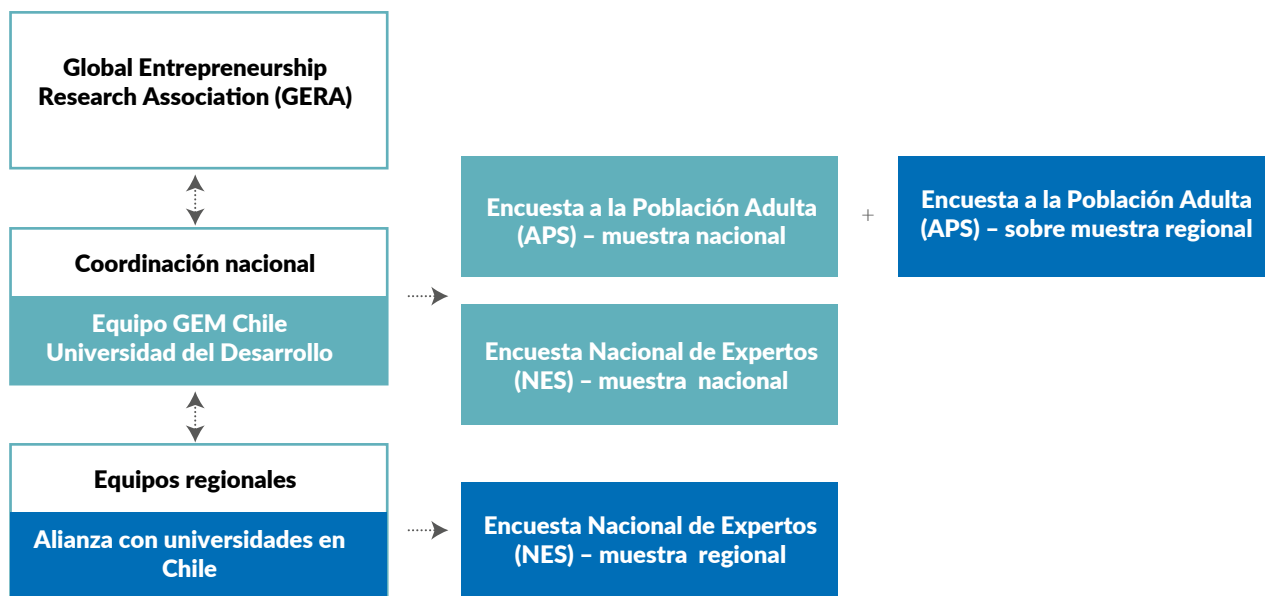 Global Entrepreneurship
Research Association (GERA)
Coordinación nacional
Equipo GEM Chile
Universidad del Desarrollo
Equipos regionales
Alianza con universidades en
Chile
Encuesta a la Población Adulta
(APS) – muestra nacional
+
Encuesta a la Población Adulta
(APS) – sobre muestra regional
Encuesta Nacional de Expertos
(NES) – muestra nacional
Encuesta Nacional de Expertos
(NES) – muestra regional